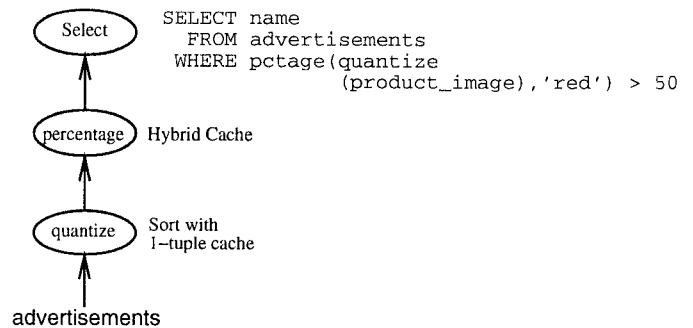 Select
SELECT name
FROM advertisements
WHERE pctage(quantize
(product_image),'red') > 50
percentage
Hybrid Cache
quantize
Sort with
1-tuple cache
advertisements